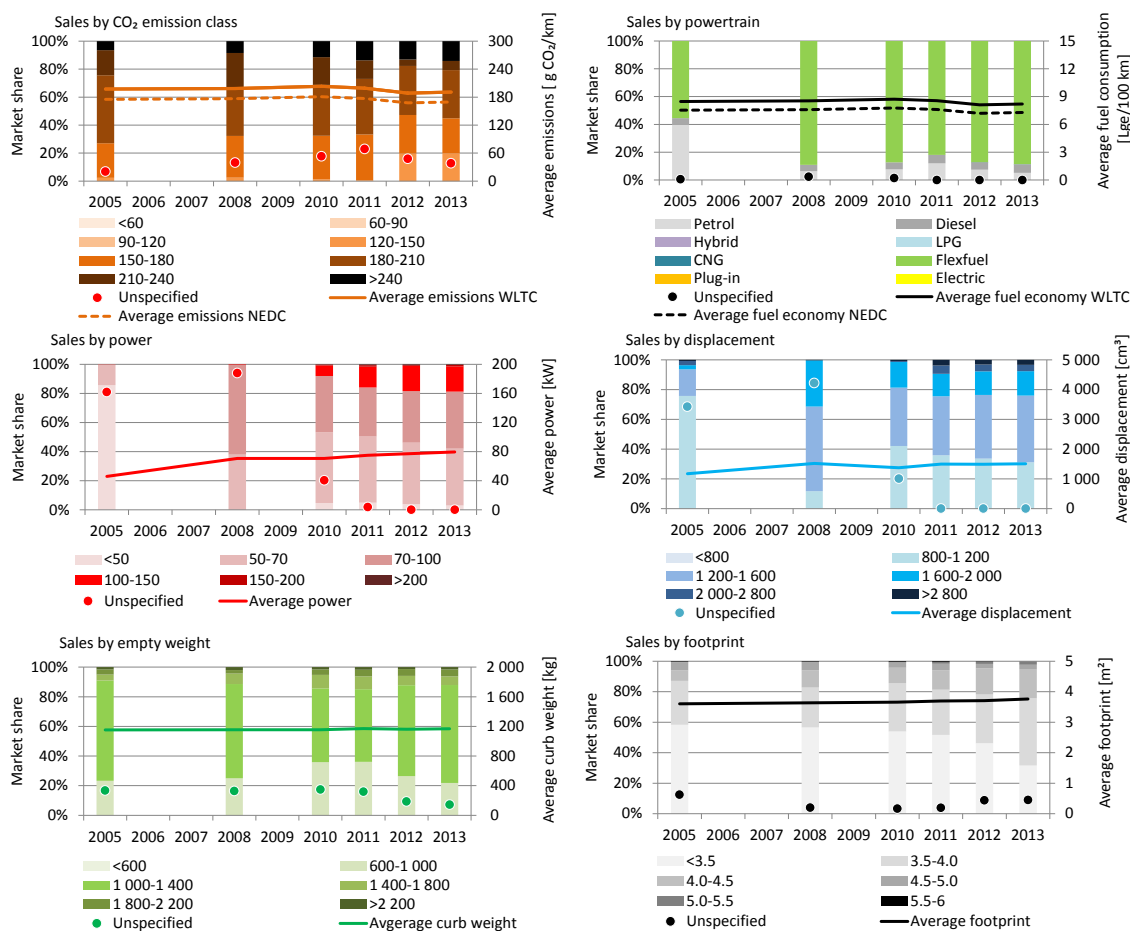 Sales by CO₂ emission class
Market share
100%
80%
60%
40%
20%
0%
300
240
180
120
60
0
Average emissions [ g CO₂/km]
2005 2006 2007 2008 2009 2010 2011 2012 2013
<60 60-90
90-120 120-150
150-180 180-210
210-240 >240
Unspecified Average emissions WLTC
Average emissions NEDC
Sales by powertrain
Market share
100%
80%
60%
40%
20%
0%
15
12
9
6
3
0
Average fuel consumption
[Lge/100 km]
2005 2006 2007 2008 2009 2010 2011 2012 2013
Petrol Diesel
Hybrid LPG
CNG Flexfuel
Plug-in Electric
Unspecified Average fuel economy WLTC
Average fuel economy NEDC
Sales by power
Market share
100%
80%
60%
40%
20%
0%
200
160
120
80
40
0
Average power [kW]
2005 2006 2007 2008 2009 2010 2011 2012 2013
<50 50-70 70-100
100-150 150-200 >200
Unspecified Average power
Sales by displacement
Market share
100%
80%
60%
40%
20%
0%
5 000
4 000
3 000
2 000
1 000
0
Average displacement [cm³]
2005 2006 2007 2008 2009 2010 2011 2012 2013
<800 800-1 200
1 200-1 600 1 600-2 000
2 000-2 800 >2 800
Unspecified Average displacement
Sales by empty weight
Market share
100%
80%
60%
40%
20%
0%
2 000
1 600
1 200
800
400
0
Average curb weight [kg]
2005 2006 2007 2008 2009 2010 2011 2012 2013
<600 600-1 000
1 000-1 400 1 400-1 800
1 800-2 200 >2 200
Unspecified Avgerage curb weight
Sales by footprint
Market share
100%
80%
60%
40%
20%
0%
5
4
3
2
1
0
Average footprint [m²]
2005 2006 2007 2008 2009 2010 2011 2012 2013
<3.5 3.5-4.0
4.0-4.5 4.5-5.0
5.0-5.5 5.5-6
Unspecified Average footprint